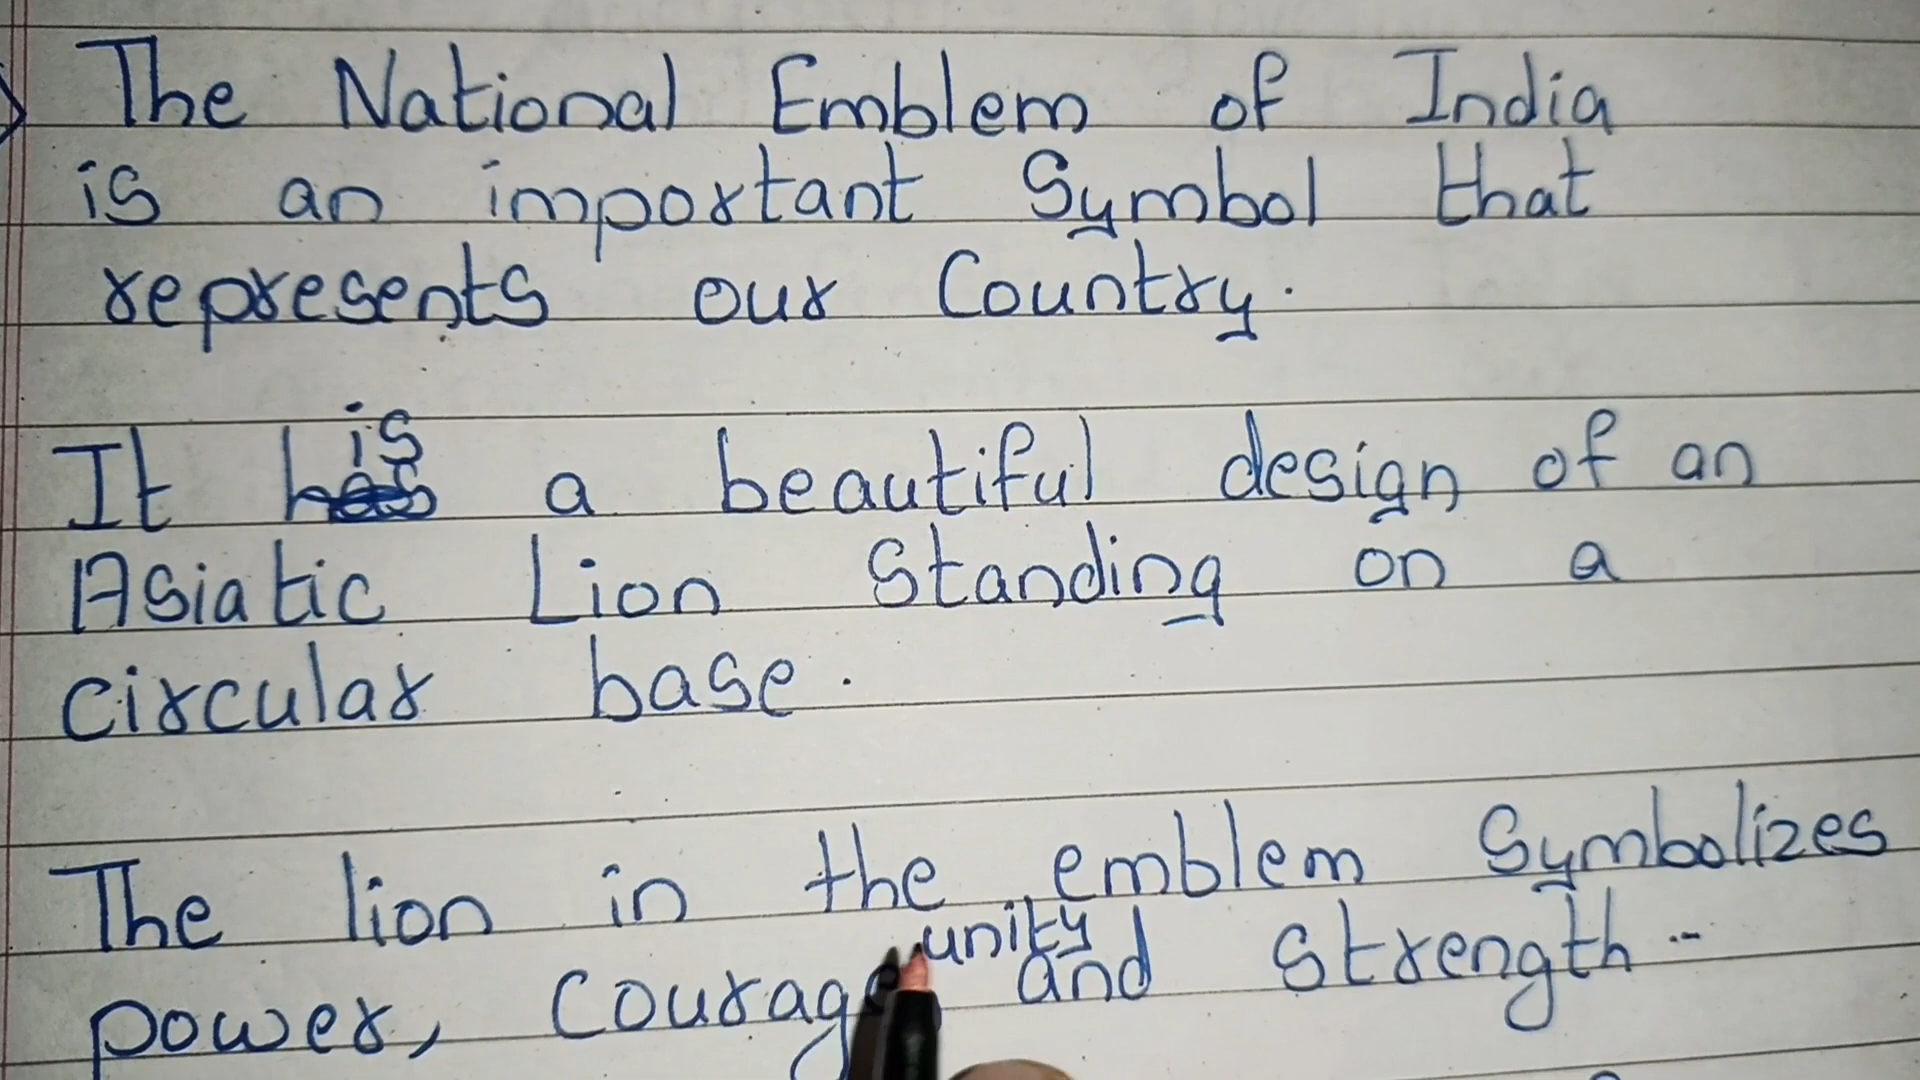 The National Emblem of India
is an important Symbol that
represents our Country.
It is a beautiful design of an
Asiatic Lion Standing on a
circular base.
The lion in the emblem Symbolizes
unity
power, Courage and strength..